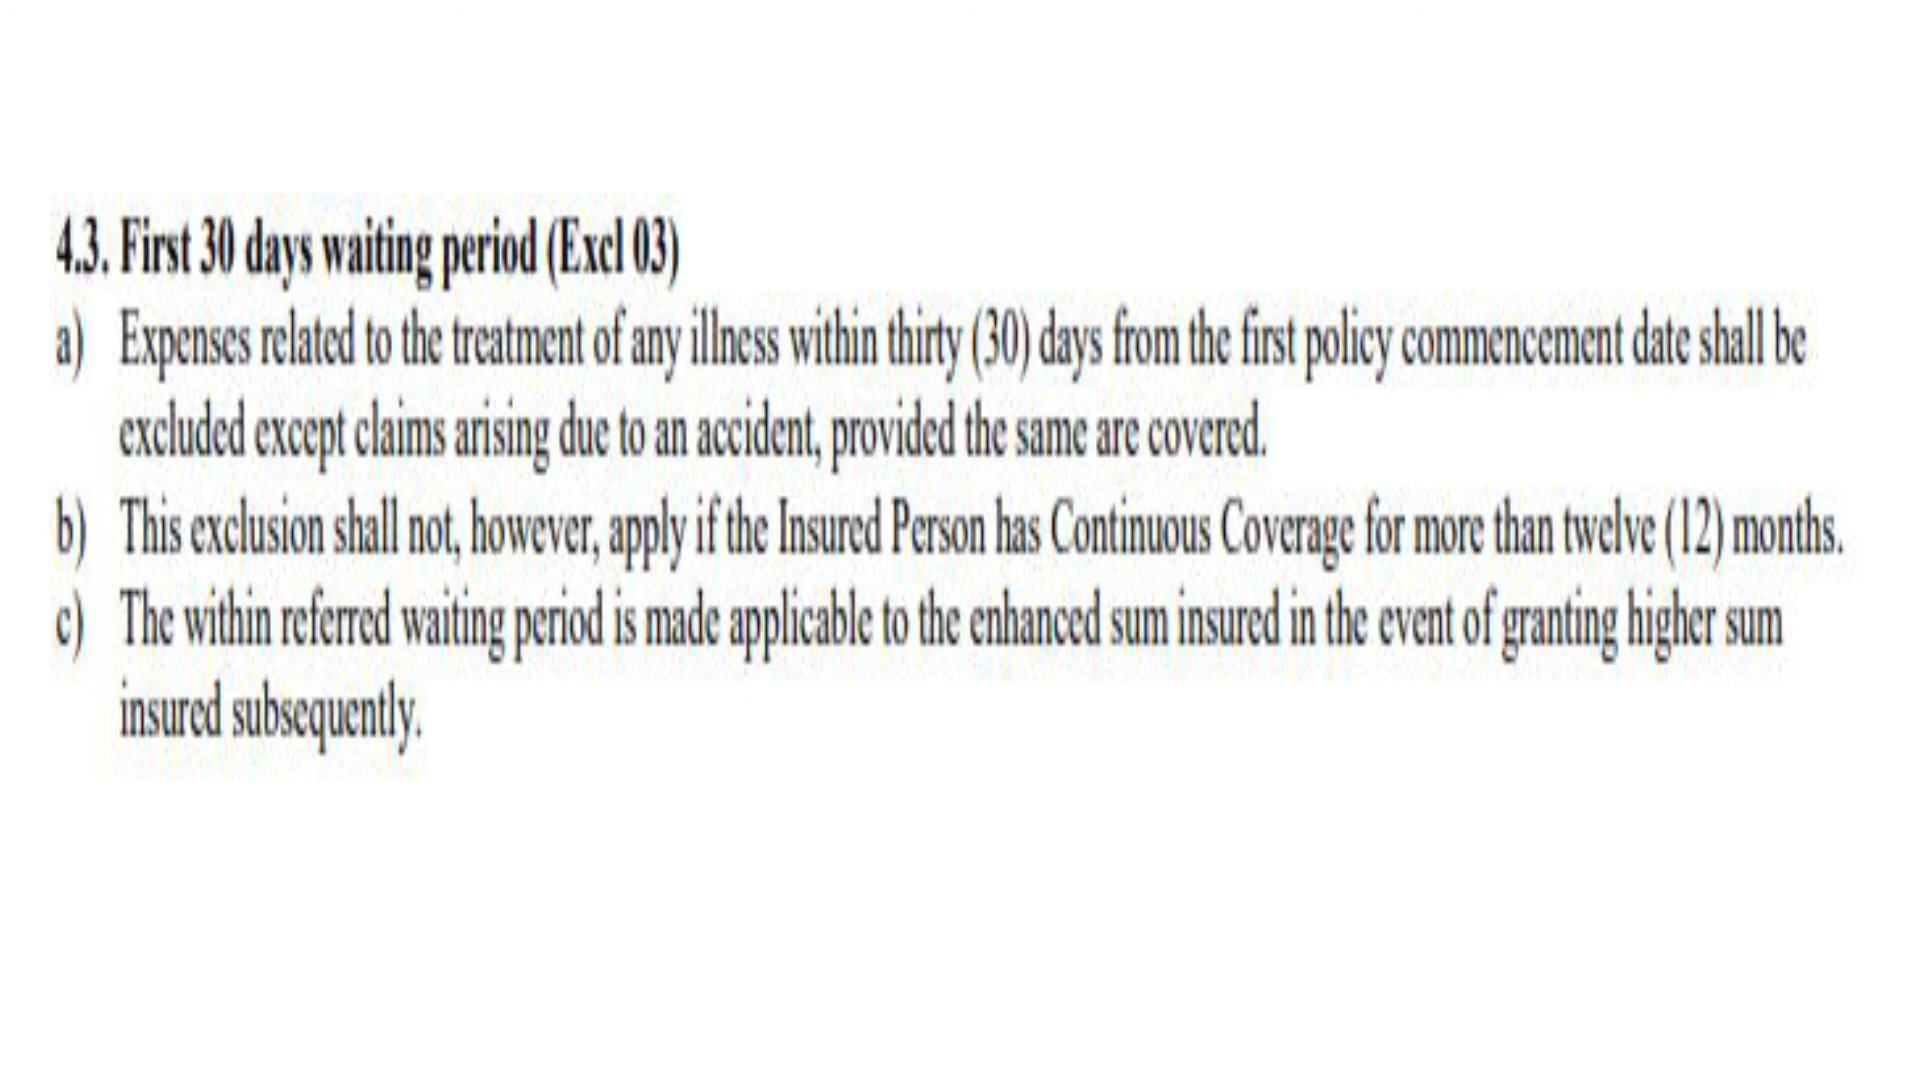 4.3. First 30 days waiting period (Excl 03)
a) Expenses related to the treatment of any illness within thirty (30) days from the first policy commencement date shall be
excluded except claims arising due to an accident, provided the same are covered.
b) This exclusion shall not, however, apply if the Insured Person has Continuous Coverage for more than twelve (12) months.
c) The within referred waiting period is made applicable to the enhanced sum insured in the event of granting higher sum
insured subsequently.